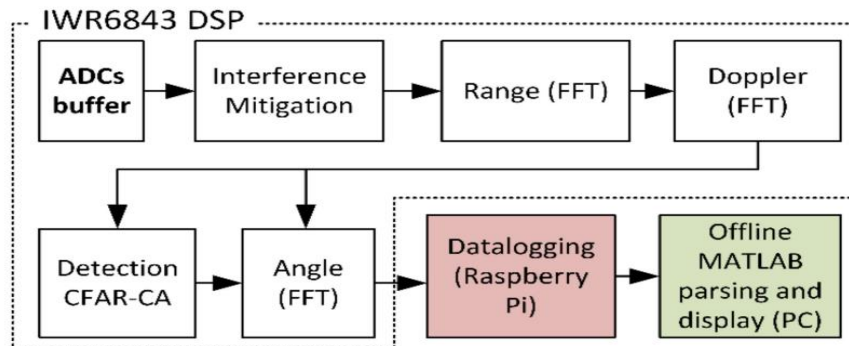 IWR6843 DSP
ADCs
buffer
Interference
Mitigation
Range (FFT)
Doppler
(FFT)
Detection
CFAR-CA
Angle
(FFT)
Datalogging
(Raspberry
Pi)
Offline
MATLAB
parsing and
display (PC)